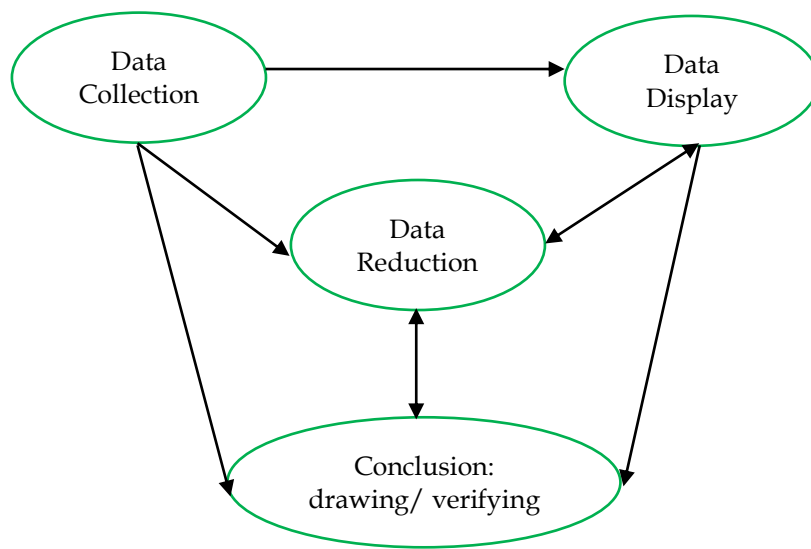 Data
Collection
Data
Display
Data
Reduction
Conclusion:
drawing/ verifying